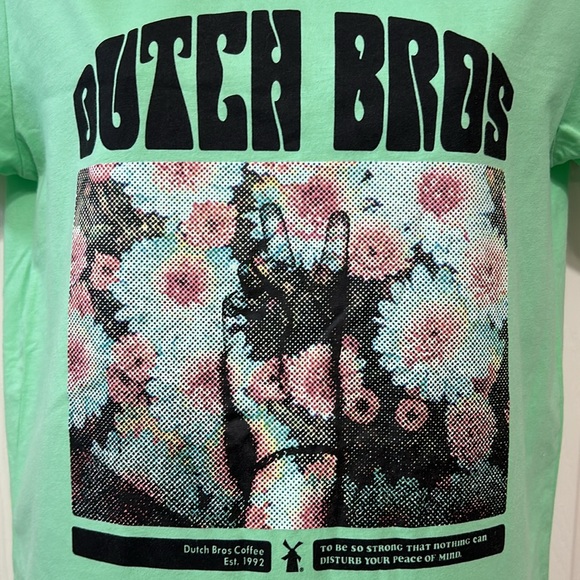 DUTCH BROS
Dutch Bros Coffee
Est. 1992
TO BE SO STRONG THAT NOTHING CAN
DISTURB YOUR PEACE OF MIND.